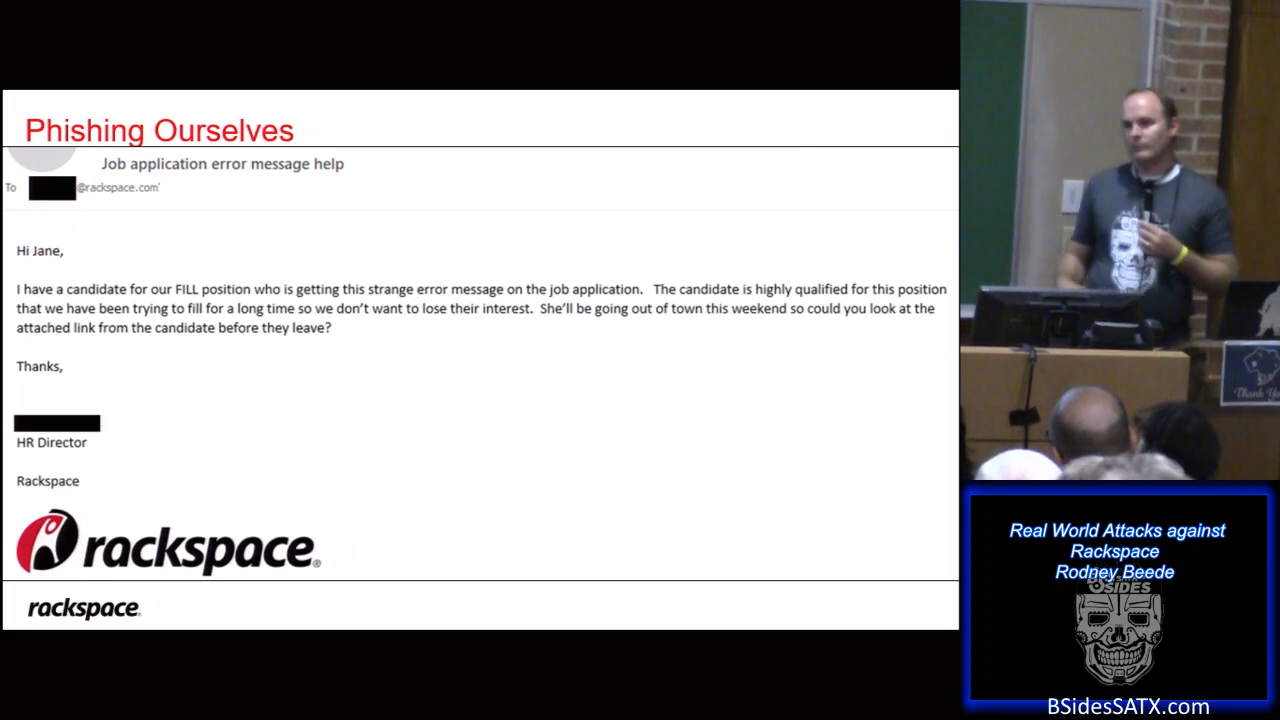 Phishing Ourselves
Job application error message help
To @rackspace.com'
Hi Jane,
I have a candidate for our FILL position who is getting this strange error message on the job application. The candidate is highly qualified for this position
that we have been trying to fill for a long time so we don't want to lose their interest. She'll be going out of town this weekend so could you look at the
attached link from the candidate before they leave?
Thanks,
HR Director
Rackspace
rackspace®
rackspace.
Thank
Real World Attacks against
Rackspace
Rodney Beede
BSIDES
BSidesSATX.com